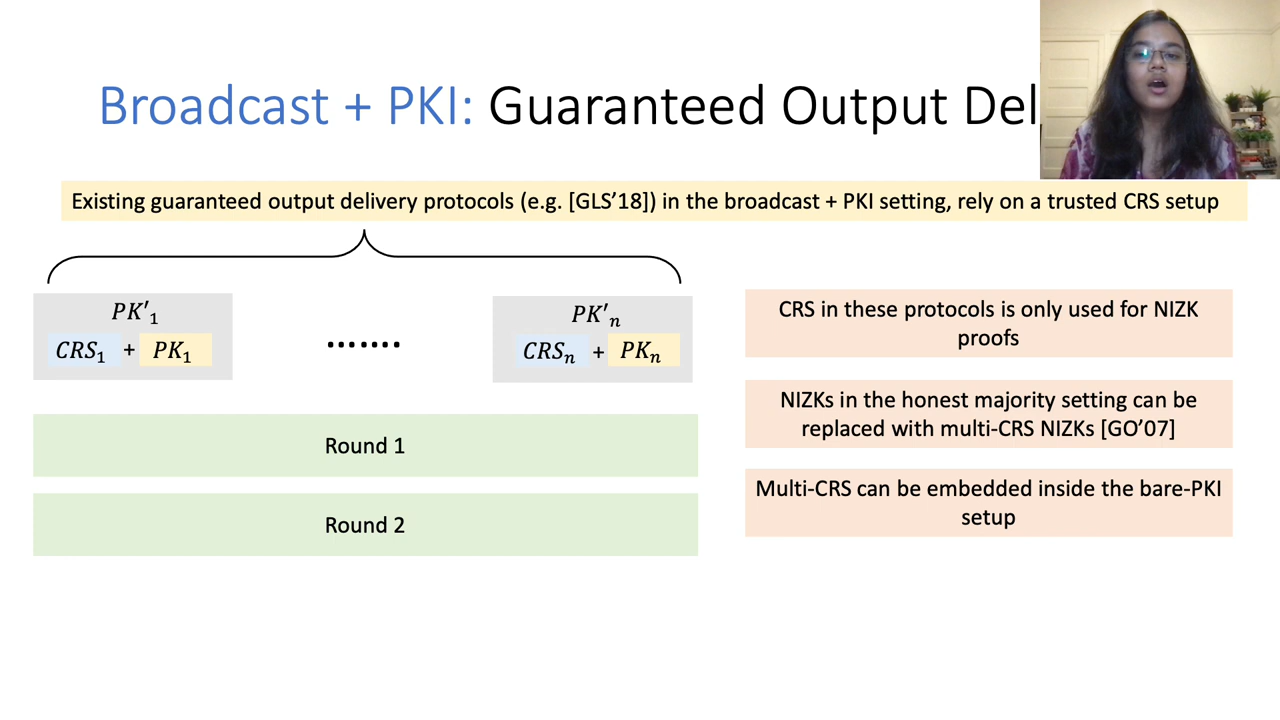 Broadcast + PKI: Guaranteed Output Del
Existing guaranteed output delivery protocols (e.g. [GLS’18]) in the broadcast + PKI setting, rely on a trusted CRS setup
PK′₁
CRS₁ + PK₁
.......
PK′ₙ
CRSₙ + PKₙ
Round 1
Round 2
CRS in these protocols is only used for NIZK
proofs
NIZKs in the honest majority setting can be
replaced with multi-CRS NIZKs [GO’07]
Multi-CRS can be embedded inside the bare-PKI
setup